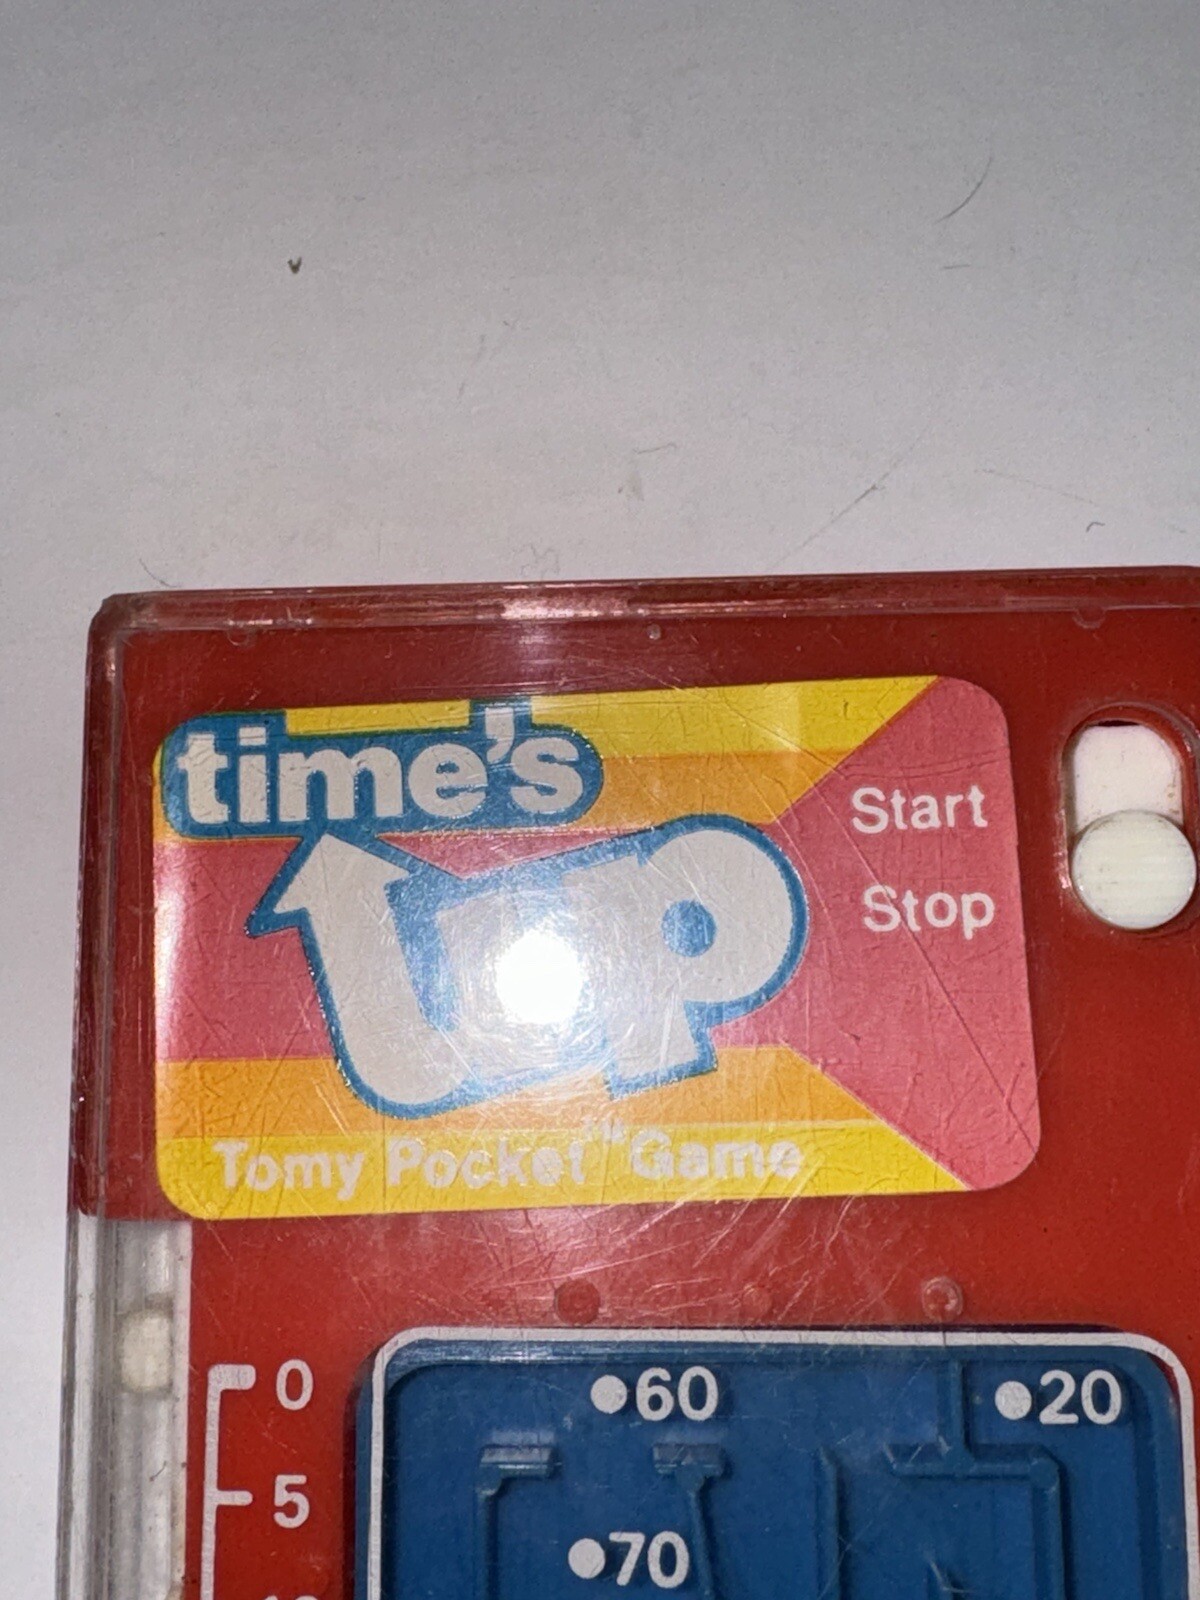 time's
up
Start
Stop
Tomy Pocket™ Game
0
60
20
5
70